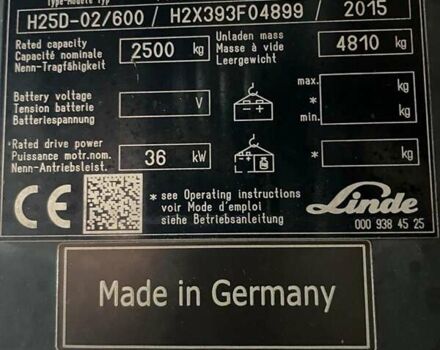 Type-Modèle-Typ
H25D-02/600 / H2X393F04899 / 2015
Rated capacity
Capacité nominale
Nenn-Tragfähigkeit
2500 kg
Unladen mass
Masse à vide
Leergewicht
4810 kg
Battery voltage
Tension batterie
Batteriespannung
V
max.
*
min.
kg
kg
*Rated drive power
Puissance motr.nom.
Nenn-Antriebsleist.
36 kW
*
kg
CE
* see Operating instructions
voir Mode d'emploi
siehe Betriebsanleitung
Linde
000 938 45 25
Made in Germany